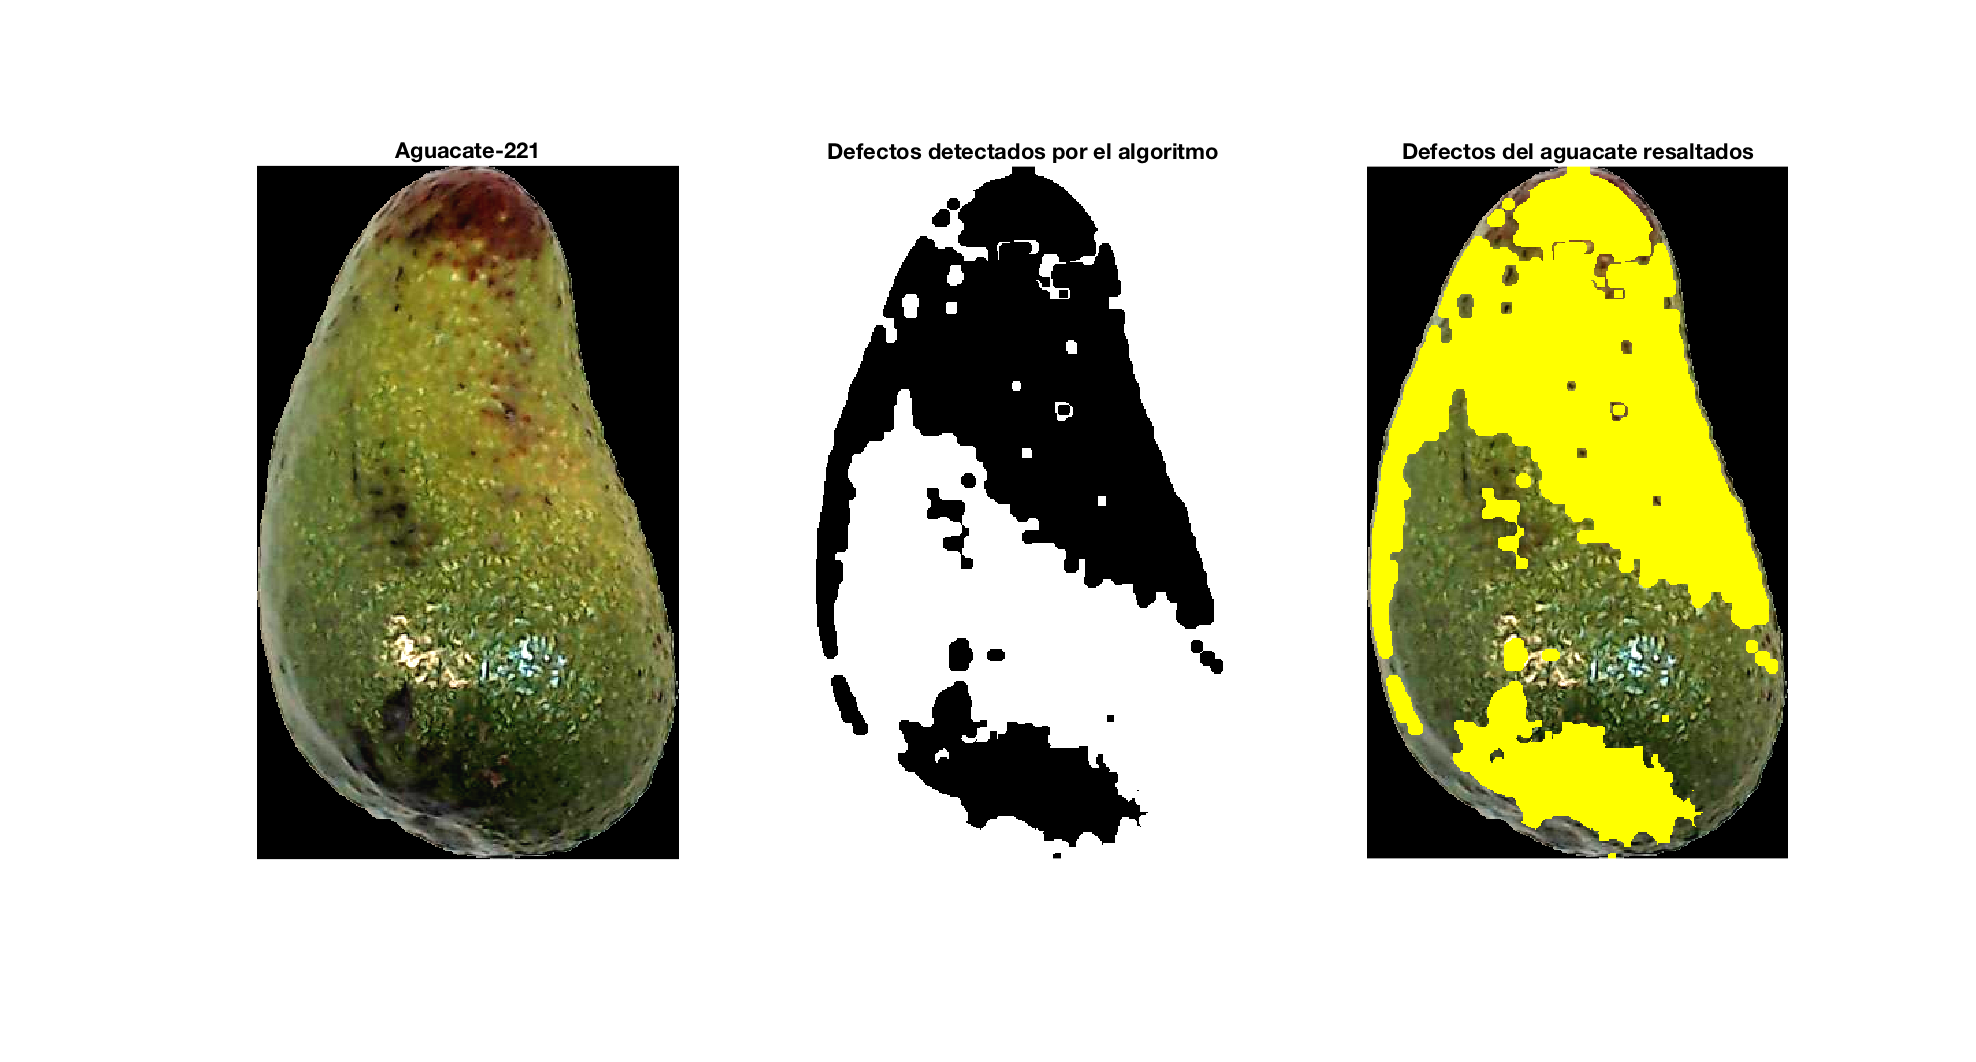 Aguacate-221
Defectos detectados por el algoritmo
Defectos del aguacate resaltados